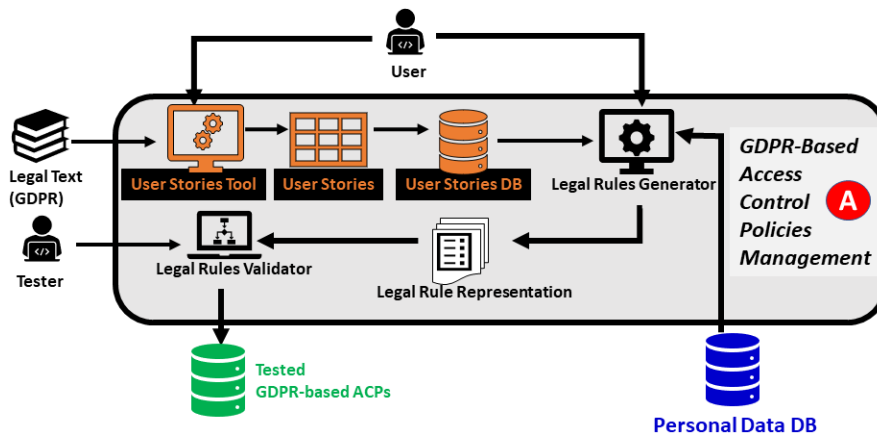 User
Legal Text
(GDPR)
User Stories Tool
User Stories
User Stories DB
Legal Rules Generator
GDPR-Based
Access
Control
Policies
Management
A
Tester
Legal Rules Validator
Legal Rule Representation
Tested
GDPR-based ACPs
Personal Data DB